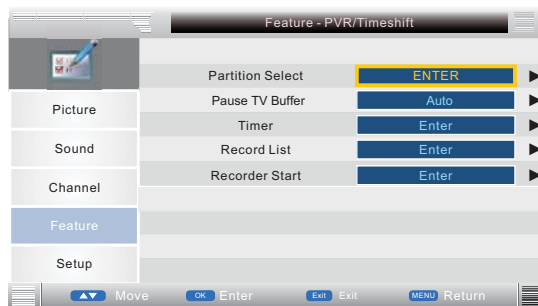 Feature - PVR/Timeshift
Partition Select ENTER
Pause TV Buffer Auto
Timer Enter
Record List Enter
Recorder Start Enter
Picture
Sound
Channel
Feature
Setup
Move OK Enter Exit Exit MENU Return